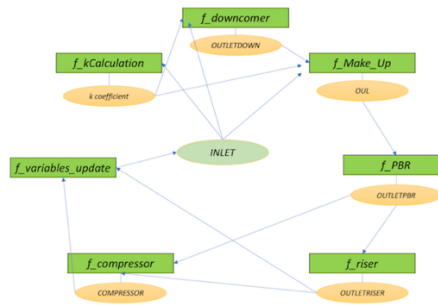 f_downcomer
OUTLETDOWN
f_kCalculation
f_Make_Up
k coefficient
OUL
INLET
f_variables_update
f_PBR
OUTLETPBR
f_compressor
f_riser
COMPRESSOR
OUTLETRISER